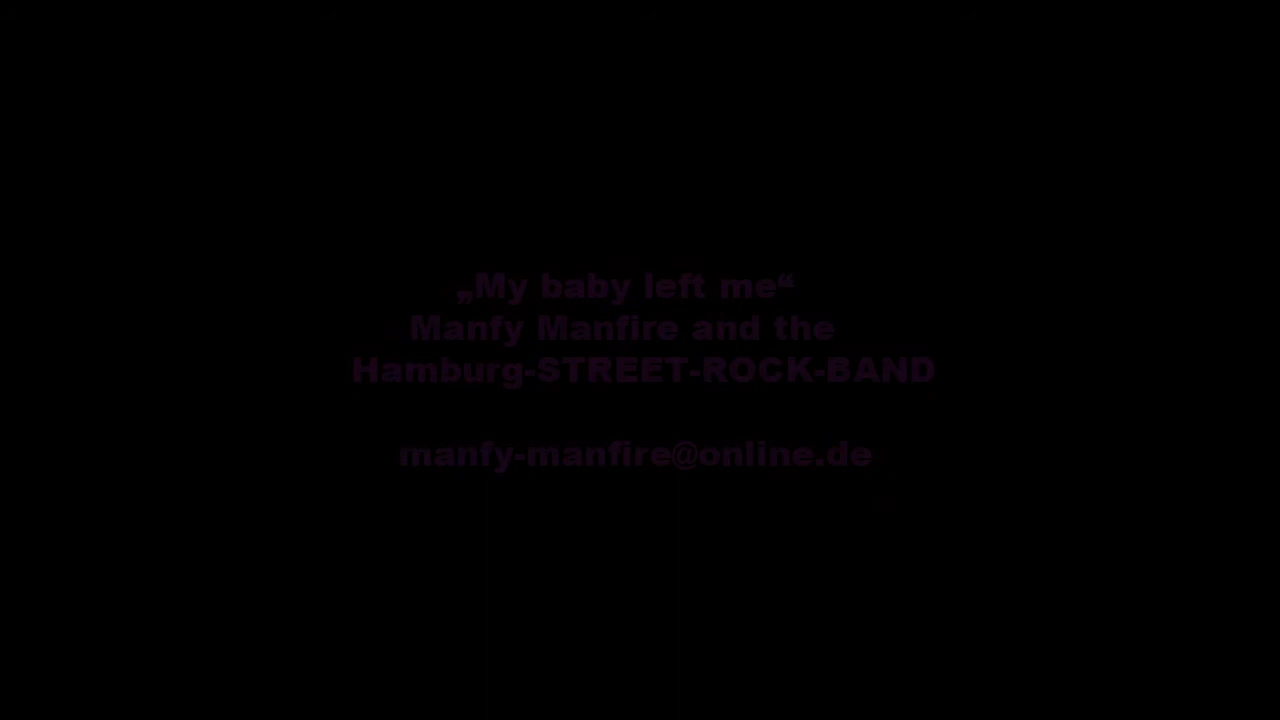 „My baby left me“
Manfy Manfire and the
Hamburg-STREET-ROCK-BAND
manfy-manfire@online.de